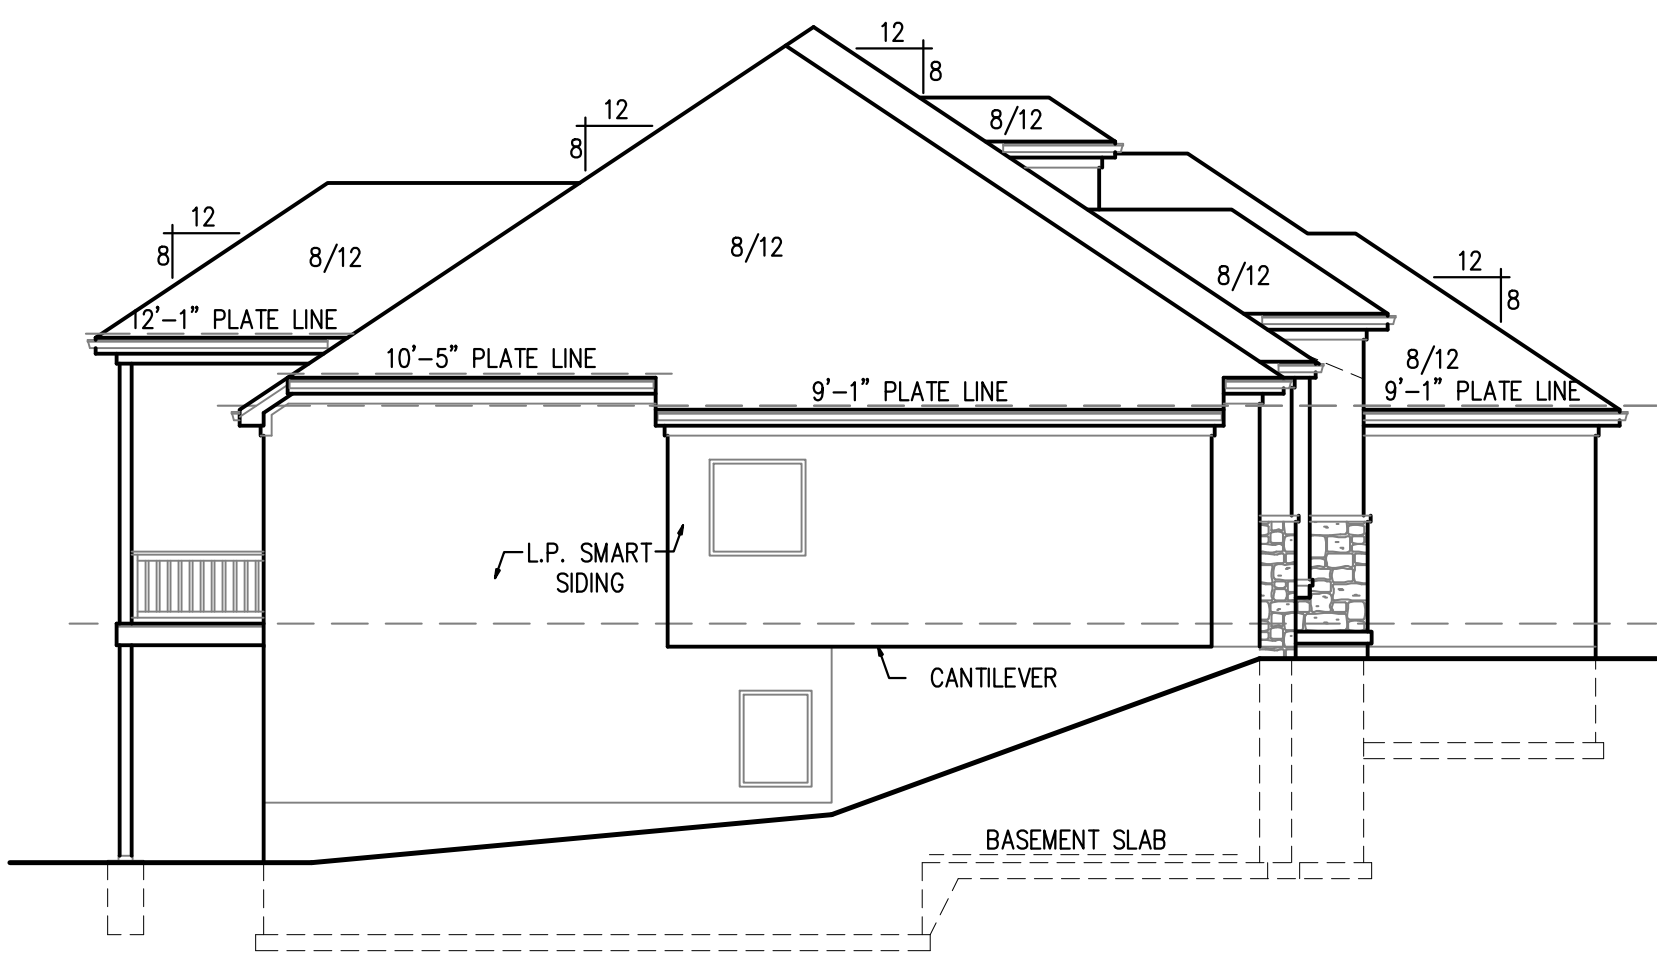 12
8
12
8
8/12
12
8
8/12
8/12
8/12
12
8
12'-1" PLATE LINE
10'-5" PLATE LINE
9'-1" PLATE LINE
8/12
9'-1" PLATE LINE
L.P. SMART
SIDING
CANTILEVER
BASEMENT SLAB